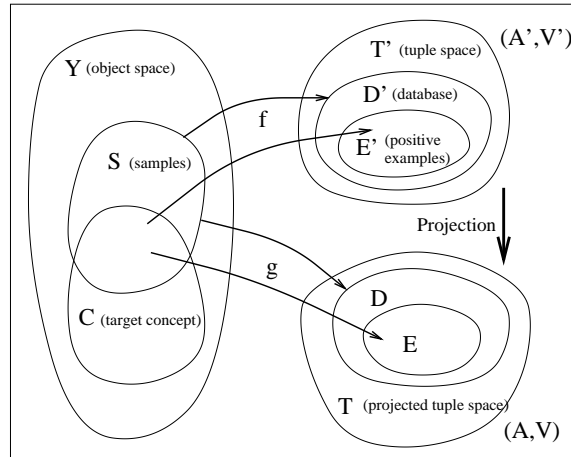 (A',V')
T' (tuple space)
Y (object space)
D' (database)
f
E' (positive
examples)
S (samples)
Projection
g
D
C (target concept)
E
T (projected tuple space)
(A,V)